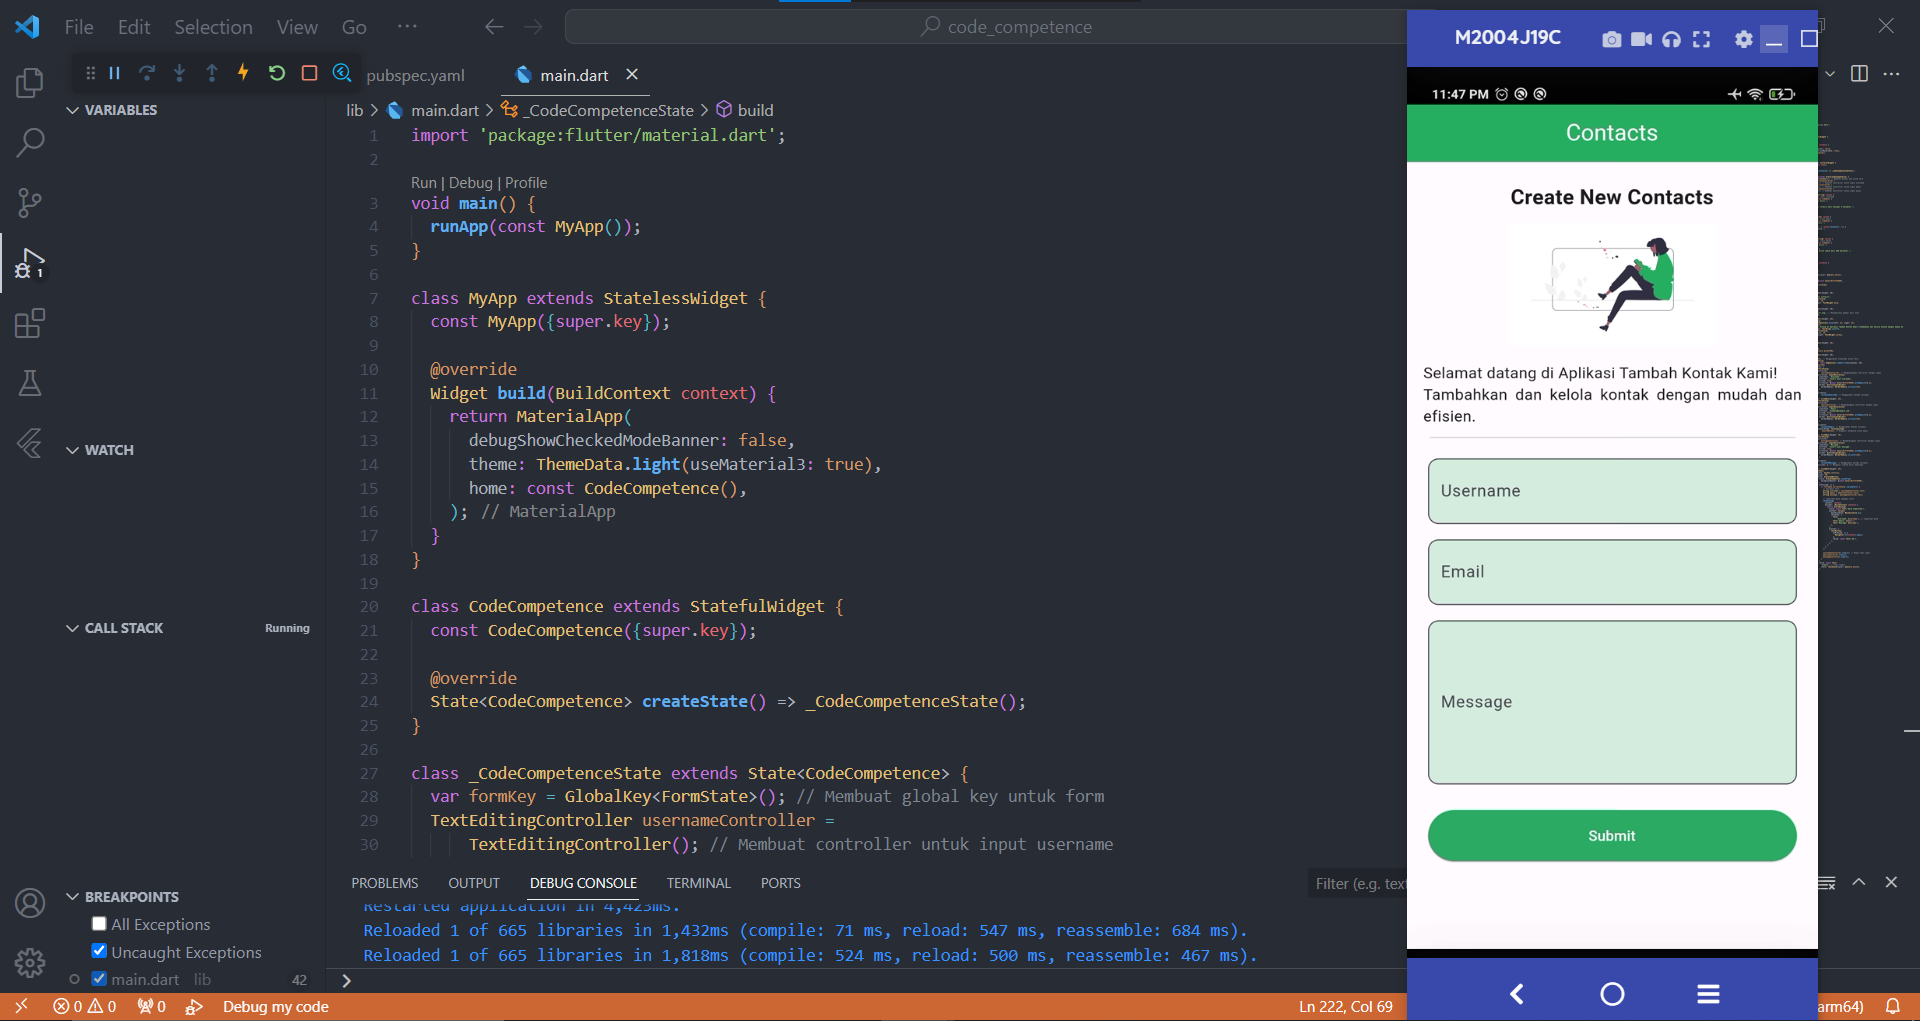 File Edit Selection View Go ··· code_competence
pubspec.yaml main.dart
lib > main.dart > _CodeCompetenceState > build
VARIABLES
WATCH
CALL STACK Running
BREAKPOINTS
All Exceptions
Uncaught Exceptions
main.dart lib 42
1 import 'package:flutter/material.dart';
2
Run | Debug | Profile
3 void main() {
4 runApp(const MyApp());
5 }
6
7 class MyApp extends StatelessWidget {
8 const MyApp({super.key});
9
10 @override
11 Widget build(BuildContext context) {
12 return MaterialApp(
13 debugShowCheckedModeBanner: false,
14 theme: ThemeData.light(useMaterial3: true),
15 home: const CodeCompetence(),
16 ); // MaterialApp
17 }
18 }
19
20 class CodeCompetence extends StatefulWidget {
21 const CodeCompetence({super.key});
22
23 @override
24 State<CodeCompetence> createState() => _CodeCompetenceState();
25 }
26
27 class _CodeCompetenceState extends State<CodeCompetence> {
28 var formKey = GlobalKey<FormState>(); // Membuat global key untuk form
29 TextEditingController usernameController =
30 TextEditingController(); // Membuat controller untuk input username
PROBLEMS OUTPUT DEBUG CONSOLE TERMINAL PORTS Filter (e.g. text
Restarted application in 4,423ms.
Reloaded 1 of 665 libraries in 1,432ms (compile: 71 ms, reload: 547 ms, reassemble: 684 ms).
Reloaded 1 of 665 libraries in 1,818ms (compile: 524 ms, reload: 500 ms, reassemble: 467 ms).
>
0 0 0 Debug my code Ln 222, Col 69 arm64)
1
M2004J19C
11:47 PM
Contacts
Create New Contacts
Selamat datang di Aplikasi Tambah Kontak Kami!
Tambahkan dan kelola kontak dengan mudah dan
efisien.
Username
Email
Message
Submit